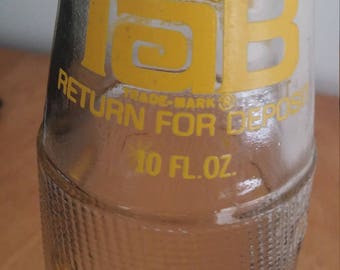 TAB
TRADE-MARK®
RETURN FOR DEPOSIT
10 FL.OZ.